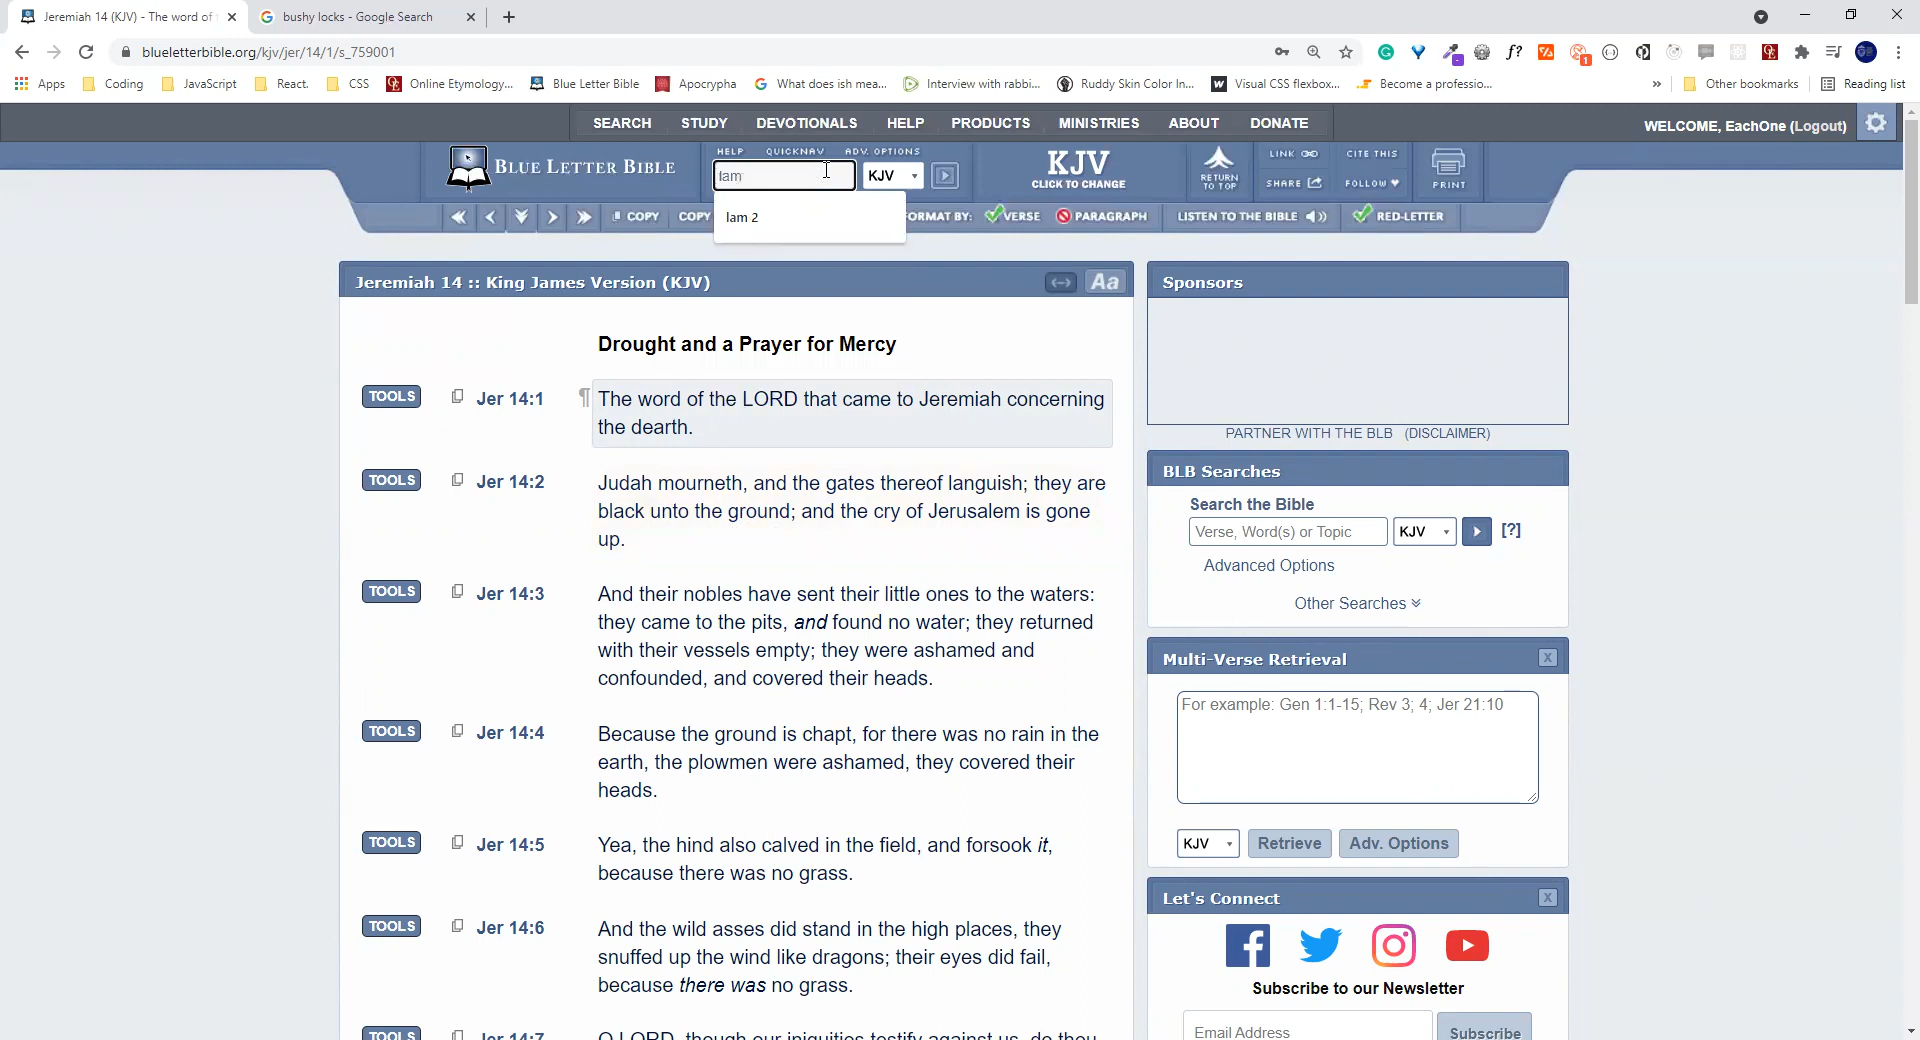 Jeremiah 14 (KJV) - The word of t
bushy locks - Google Search
blueletterbible.org/kjv/jer/14/1/s_759001
f?
1
Apps
Coding
JavaScript
React.
CSS
OE
Online Etymology...
Blue Letter Bible
Apocrypha
What does ish mea...
Interview with rabbi...
Ruddy Skin Color In...
Visual CSS flexbox...
Become a professio...
»
Other bookmarks
Reading list
SEARCH
STUDY
DEVOTIONALS
HELP
PRODUCTS
MINISTRIES
ABOUT
DONATE
WELCOME, EachOne (Logout)
BLUE LETTER BIBLE
HELP
QUICKNAV
ADV. OPTIONS
lam
KJV
KJV
CLICK TO CHANGE
RETURN
TO TOP
LINK
CITE THIS
SHARE
FOLLOW
PRINT
COPY
COPY
lam 2
FORMAT BY:
VERSE
PARAGRAPH
LISTEN TO THE BIBLE
RED-LETTER
Jeremiah 14 :: King James Version (KJV)
Aa
Drought and a Prayer for Mercy
TOOLS
Jer 14:1
¶ The word of the LORD that came to Jeremiah concerning
the dearth.
TOOLS
Jer 14:2
Judah mourneth, and the gates thereof languish; they are
black unto the ground; and the cry of Jerusalem is gone
up.
TOOLS
Jer 14:3
And their nobles have sent their little ones to the waters:
they came to the pits, and found no water; they returned
with their vessels empty; they were ashamed and
confounded, and covered their heads.
TOOLS
Jer 14:4
Because the ground is chapt, for there was no rain in the
earth, the plowmen were ashamed, they covered their
heads.
TOOLS
Jer 14:5
Yea, the hind also calved in the field, and forsook it,
because there was no grass.
TOOLS
Jer 14:6
And the wild asses did stand in the high places, they
snuffed up the wind like dragons; their eyes did fail,
because there was no grass.
TOOLS
Jer 14:7
O LORD, though our iniquities testify against us, do thou
Sponsors
PARTNER WITH THE BLB (DISCLAIMER)
BLB Searches
Search the Bible
Verse, Word(s) or Topic
KJV
[?]
Advanced Options
Other Searches
Multi-Verse Retrieval
X
For example: Gen 1:1-15; Rev 3; 4; Jer 21:10
KJV
Retrieve
Adv. Options
Let's Connect
X
Subscribe to our Newsletter
Email Address
Subscribe